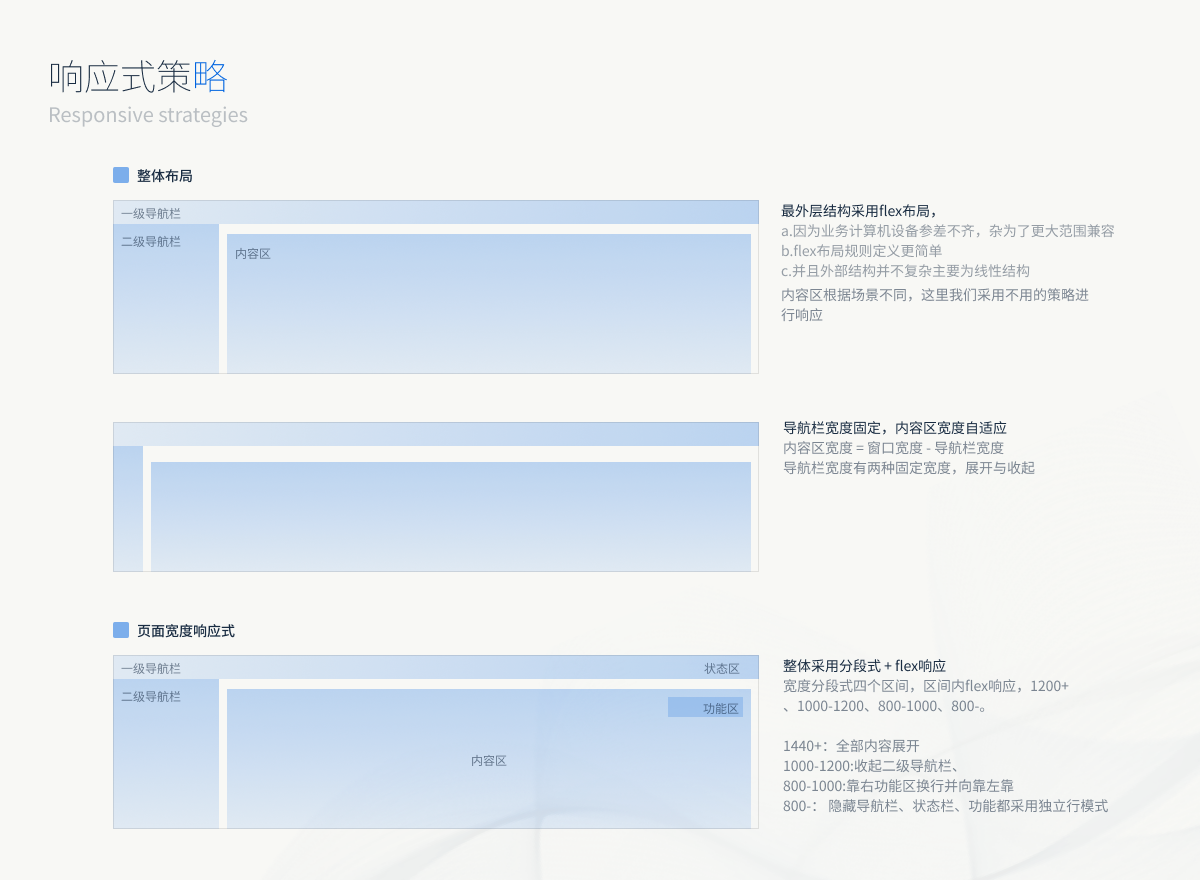 响应式策略
Responsive strategies
整体布局
一级导航栏
二级导航栏
内容区
最外层结构采用flex布局，
a.因为业务计算机设备参差不齐，杂为了更大范围兼容
b.flex布局规则定义更简单
c.并且外部结构并不复杂主要为线性结构
内容区根据场景不同，这里我们采用不用的策略进
行响应
导航栏宽度固定，内容区宽度自适应
内容区宽度 = 窗口宽度 - 导航栏宽度
导航栏宽度有两种固定宽度，展开与收起
页面宽度响应式
一级导航栏
状态区
二级导航栏
功能区
内容区
整体采用分段式 + flex响应
宽度分段式四个区间，区间内flex响应，1200+
、1000-1200、800-1000、800-。
1440+：全部内容展开
1000-1200:收起二级导航栏、
800-1000:靠右功能区换行并向靠左靠
800-： 隐藏导航栏、状态栏、功能都采用独立行模式